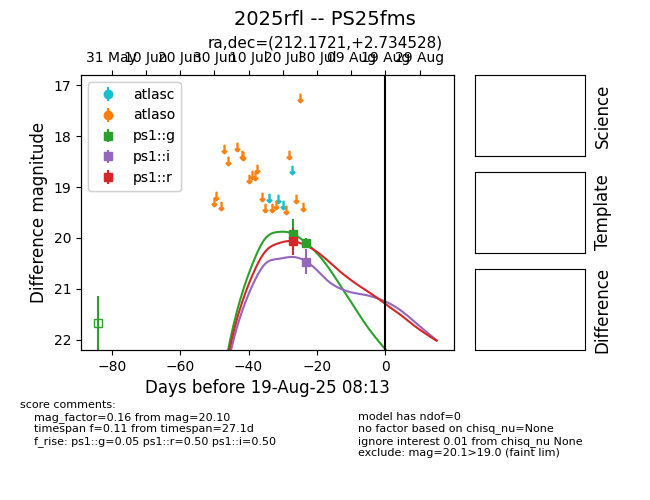 2025rfl -- PS25fms
ra,dec=(212.1721,+2.734528)
31 May 10 Jun 20 Jun 30 Jun 10 Jul 20 Jul 30 Jul 09 Aug 19 Aug 29 Aug
atlasc
atlaso
ps1::g
ps1::i
ps1::r
17
18
19
20
21
22
Difference magnitude
−80 −60 −40 −20 0
Days before 19-Aug-25 08:13
Science
Template
Difference
score comments:
mag_factor=0.16 from mag=20.10
timespan f=0.11 from timespan=27.1d
f_rise: ps1::g=0.05 ps1::r=0.50 ps1::i=0.50
model has ndof=0
no factor based on chisq_nu=None
ignore interest 0.01 from chisq_nu None
exclude: mag=20.1>19.0 (faint lim)